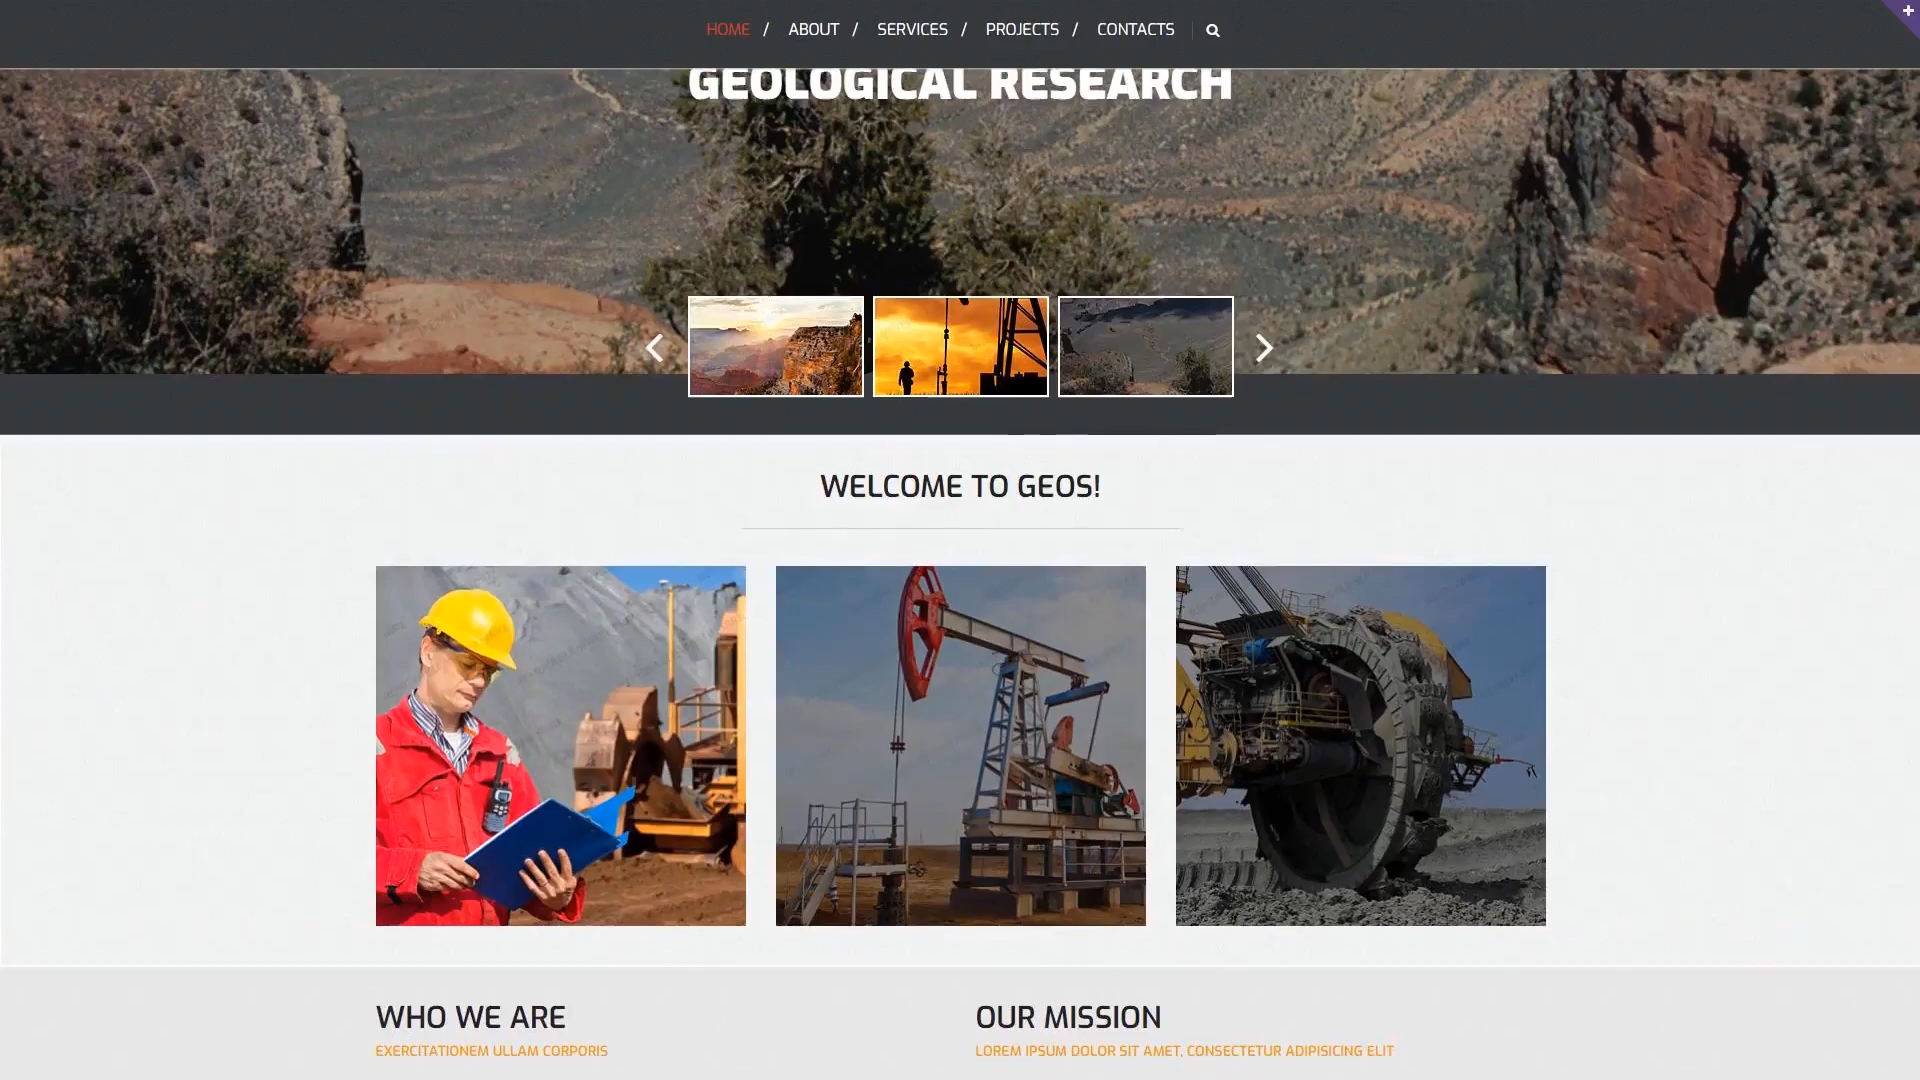 HOME / ABOUT / SERVICES / PROJECTS / CONTACTS
GEOLOGICAL RESEARCH
WELCOME TO GEOS!
WHO WE ARE
EXERCITATIONEM ULLAM CORPORIS
OUR MISSION
LOREM IPSUM DOLOR SIT AMET, CONSECTETUR ADIPISICING ELIT